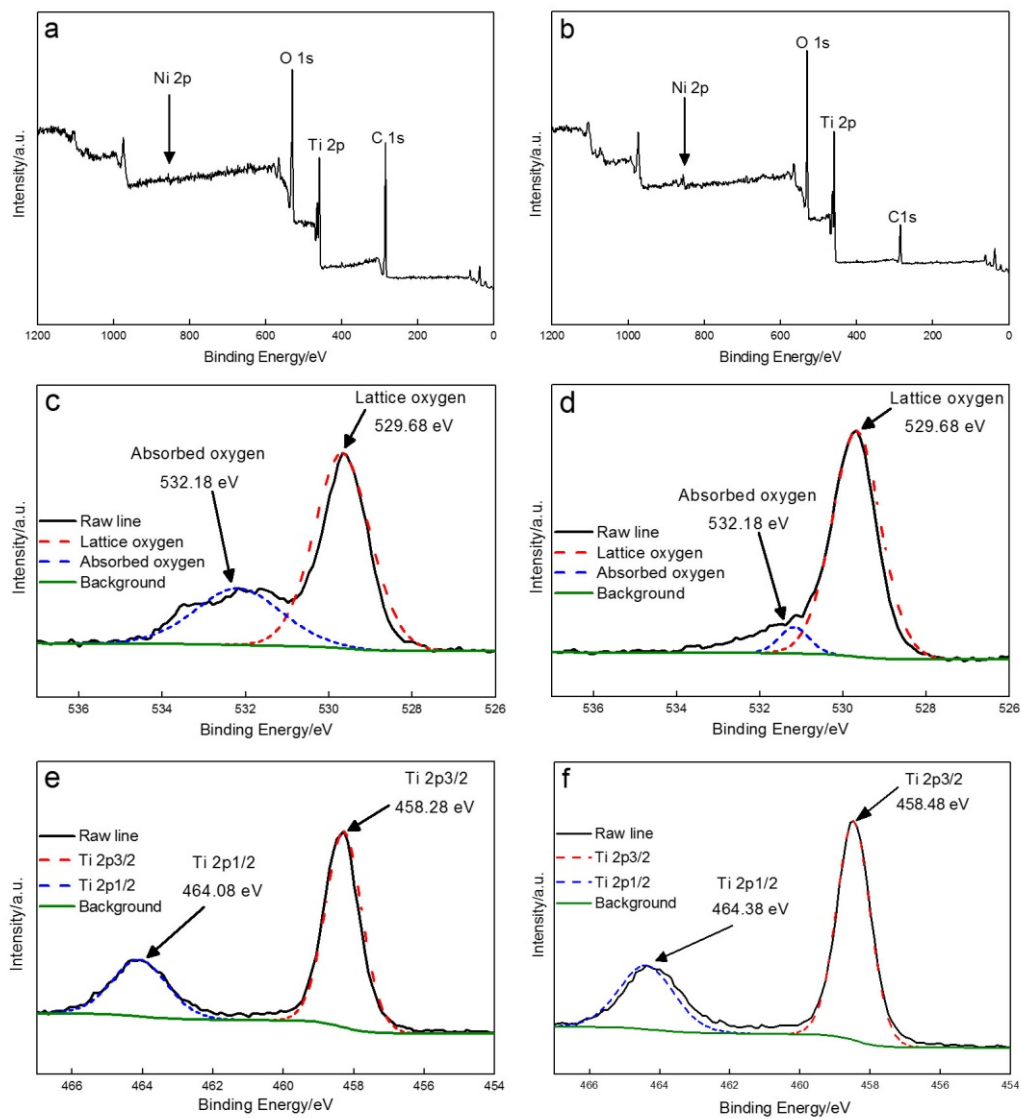 a
O 1s
Ni 2p
C 1s
Ti 2p
Intensity/a.u.
1200 1000 800 600 400 200 0
Binding Energy/eV
b
O 1s
Ni 2p
Ti 2p
C1s
Intensity/a.u.
1200 1000 800 600 400 200 0
Binding Energy/eV
c
Lattice oxygen
529.68 eV
Absorbed oxygen
532.18 eV
Raw line
Lattice oxygen
Absorbed oxygen
Background
Intensity/a.u.
536 534 532 530 528 526
Binding Energy/eV
d
Lattice oxygen
529.68 eV
Absorbed oxygen
532.18 eV
Raw line
Lattice oxygen
Absorbed oxygen
Background
Intensity/a.u.
536 534 532 530 528 526
Binding Energy/eV
e
Ti 2p3/2
458.28 eV
Raw line
Ti 2p3/2
Ti 2p1/2
Background
Ti 2p1/2
464.08 eV
Intensity/a.u.
466 464 462 460 458 456 454
Binding Energy/eV
f
Ti 2p3/2
458.48 eV
Raw line
Ti 2p3/2
Ti 2p1/2
Background
Ti 2p1/2
464.38 eV
Intensity/a.u.
466 464 462 460 458 456 454
Binding Energy/eV